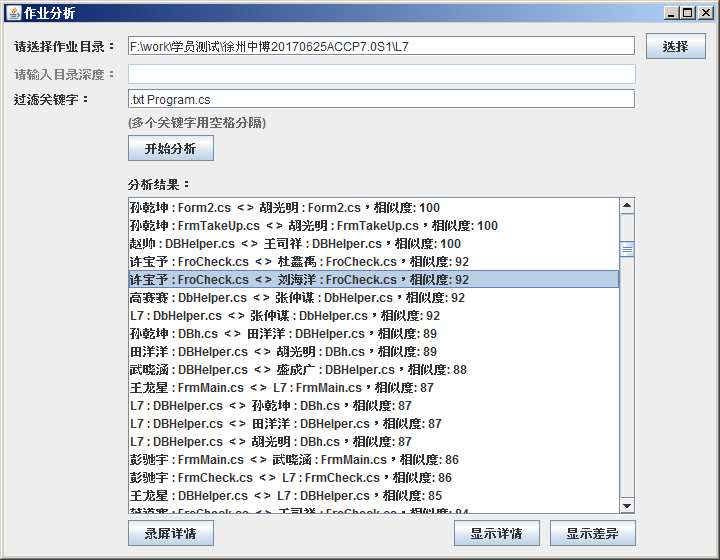 作业分析
请选择作业目录： F:\work\学员测试\徐州中博20170625ACCP7.0S1\L7 选择
请输入目录深度：
过滤关键字： .txt Program.cs
(多个关键字用空格分隔)
开始分析
分析结果：
孙乾坤 : Form2.cs <> 胡光明 : Form2.cs，相似度: 100
孙乾坤 : FrmTakeUp.cs <> 胡光明 : FrmTakeUp.cs，相似度: 100
赵帅 : DBHelper.cs <> 王司祥 : DBHelper.cs，相似度: 100
许宝予 : FroCheck.cs <> 杜鑫禹 : FroCheck.cs，相似度: 92
许宝予 : FroCheck.cs <> 刘海洋 : FroCheck.cs，相似度: 92
高赛赛 : DbHelper.cs <> 张仲谋 : DbHelper.cs，相似度: 92
L7 : DbHelper.cs <> 张仲谋 : DbHelper.cs，相似度: 92
孙乾坤 : DBh.cs <> 田洋洋 : DBHelper.cs，相似度: 89
田洋洋 : DBHelper.cs <> 胡光明 : DBh.cs，相似度: 89
武晓涵 : DBHelper.cs <> 盛成广 : DBHelper.cs，相似度: 88
王龙星 : FrmMain.cs <> L7 : FrmMain.cs，相似度: 87
L7 : DBHelper.cs <> 孙乾坤 : DBh.cs，相似度: 87
L7 : DBHelper.cs <> 田洋洋 : DBHelper.cs，相似度: 87
L7 : DBHelper.cs <> 胡光明 : DBh.cs，相似度: 87
彭驰宇 : FrmMain.cs <> 武晓涵 : FrmMain.cs，相似度: 86
彭驰宇 : FrmCheck.cs <> L7 : FrmCheck.cs，相似度: 86
王龙星 : DBHelper.cs <> L7 : DBHelper.cs，相似度: 85
录屏详情 显示详情 显示差异